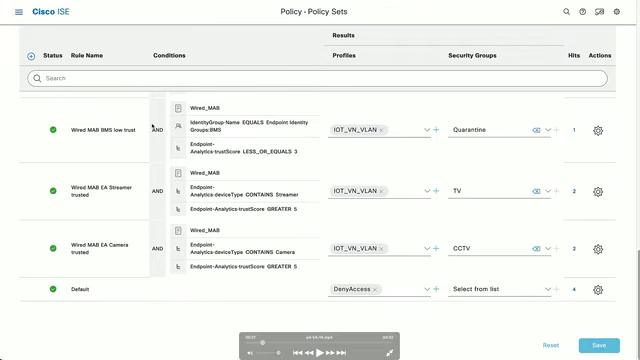 Cisco ISE
Policy · Policy Sets
Results
Status Rule Name Conditions Profiles Security Groups Hits Actions
Search
Wired_MAB
Wired MAB BMS low trust AND IdentityGroup·Name EQUALS Endpoint Identity Groups:BMS IOT_VN_VLAN Quarantine 1
Endpoint-
Analytics·trustScore LESS_OR_EQUALS 3
Wired_MAB
Wired MAB EA Streamer trusted AND Endpoint-
Analytics·deviceType CONTAINS Streamer IOT_VN_VLAN TV 2
Endpoint-Analytics·trustScore GREATER 5
Wired_MAB
Wired MAB EA Camera trusted AND Endpoint-
Analytics·deviceType CONTAINS Camera IOT_VN_VLAN CCTV 2
Endpoint-Analytics·trustScore GREATER 5
Default DenyAccess Select from list 4
Reset Save